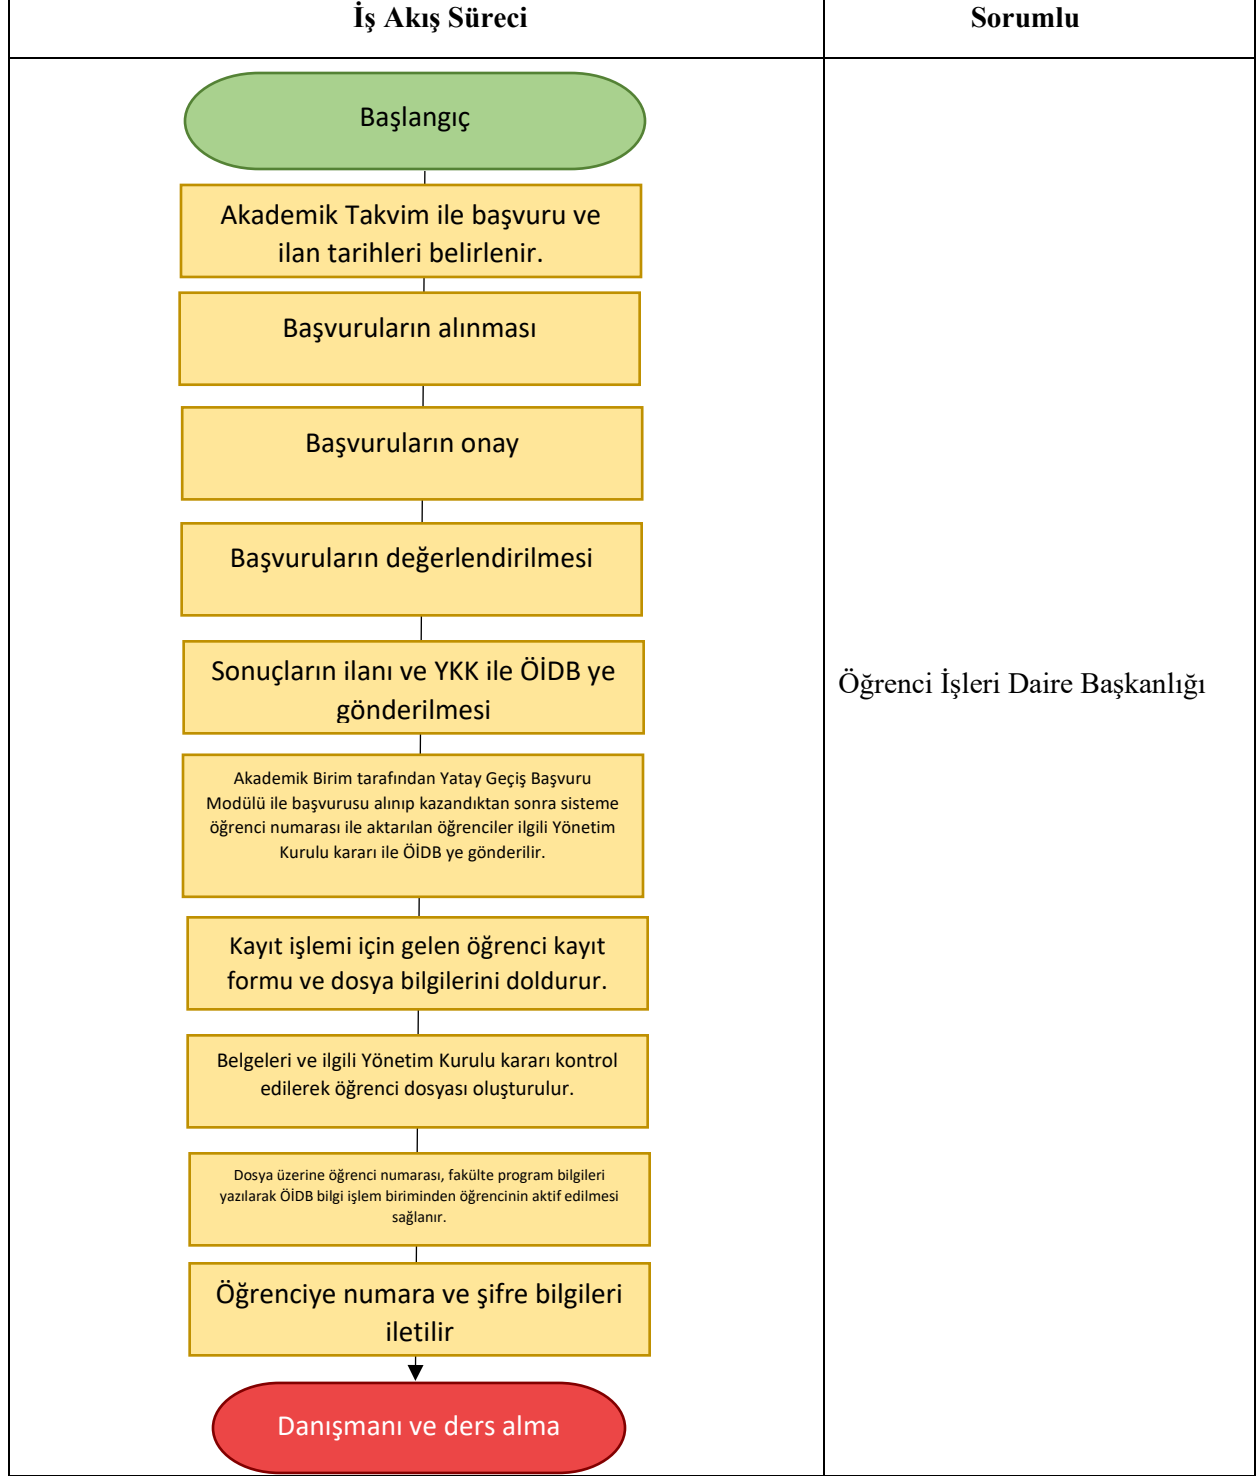 İş Akış Süreci
Sorumlu
Başlangıç
Akademik Takvim ile başvuru ve
ilan tarihleri belirlenir.
Başvuruların alınması
Başvuruların onay
Başvuruların değerlendirilmesi
Sonuçların ilanı ve YKK ile ÖİDB ye
gönderilmesi
Akademik Birim tarafından Yatay Geçiş Başvuru
Modülü ile başvurusu alınıp kazandıktan sonra sisteme
öğrenci numarası ile aktarılan öğrenciler ilgili Yönetim
Kurulu kararı ile ÖİDB ye gönderilir.
Kayıt işlemi için gelen öğrenci kayıt
formu ve dosya bilgilerini doldurur.
Belgeleri ve ilgili Yönetim Kurulu kararı kontrol
edilerek öğrenci dosyası oluşturulur.
Dosya üzerine öğrenci numarası, fakülte program bilgileri
yazılarak ÖİDB bilgi işlem biriminden öğrencinin aktif edilmesi
sağlanır.
Öğrenciye numara ve şifre bilgileri
iletilir
Danışmanı ve ders alma
Öğrenci İşleri Daire Başkanlığı